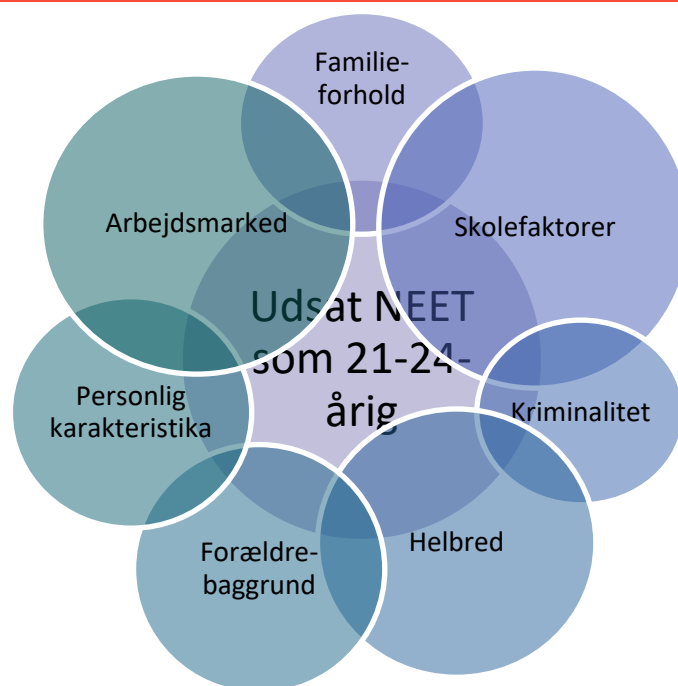 Familie-
forhold
Arbejdsmarked
Skolefaktorer
Udsat NEET
som 21-24-
årig
Personlig
karakteristika
Kriminalitet
Forældre-
baggrund
Helbred